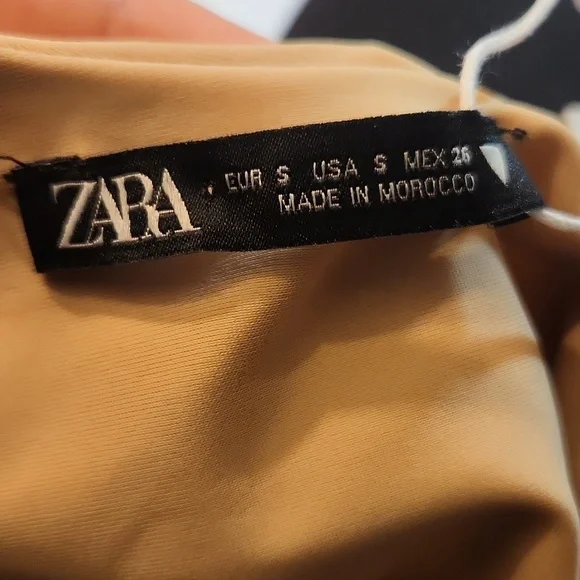 ZARA
EUR S USA S MEX 26
MADE IN MOROCCO